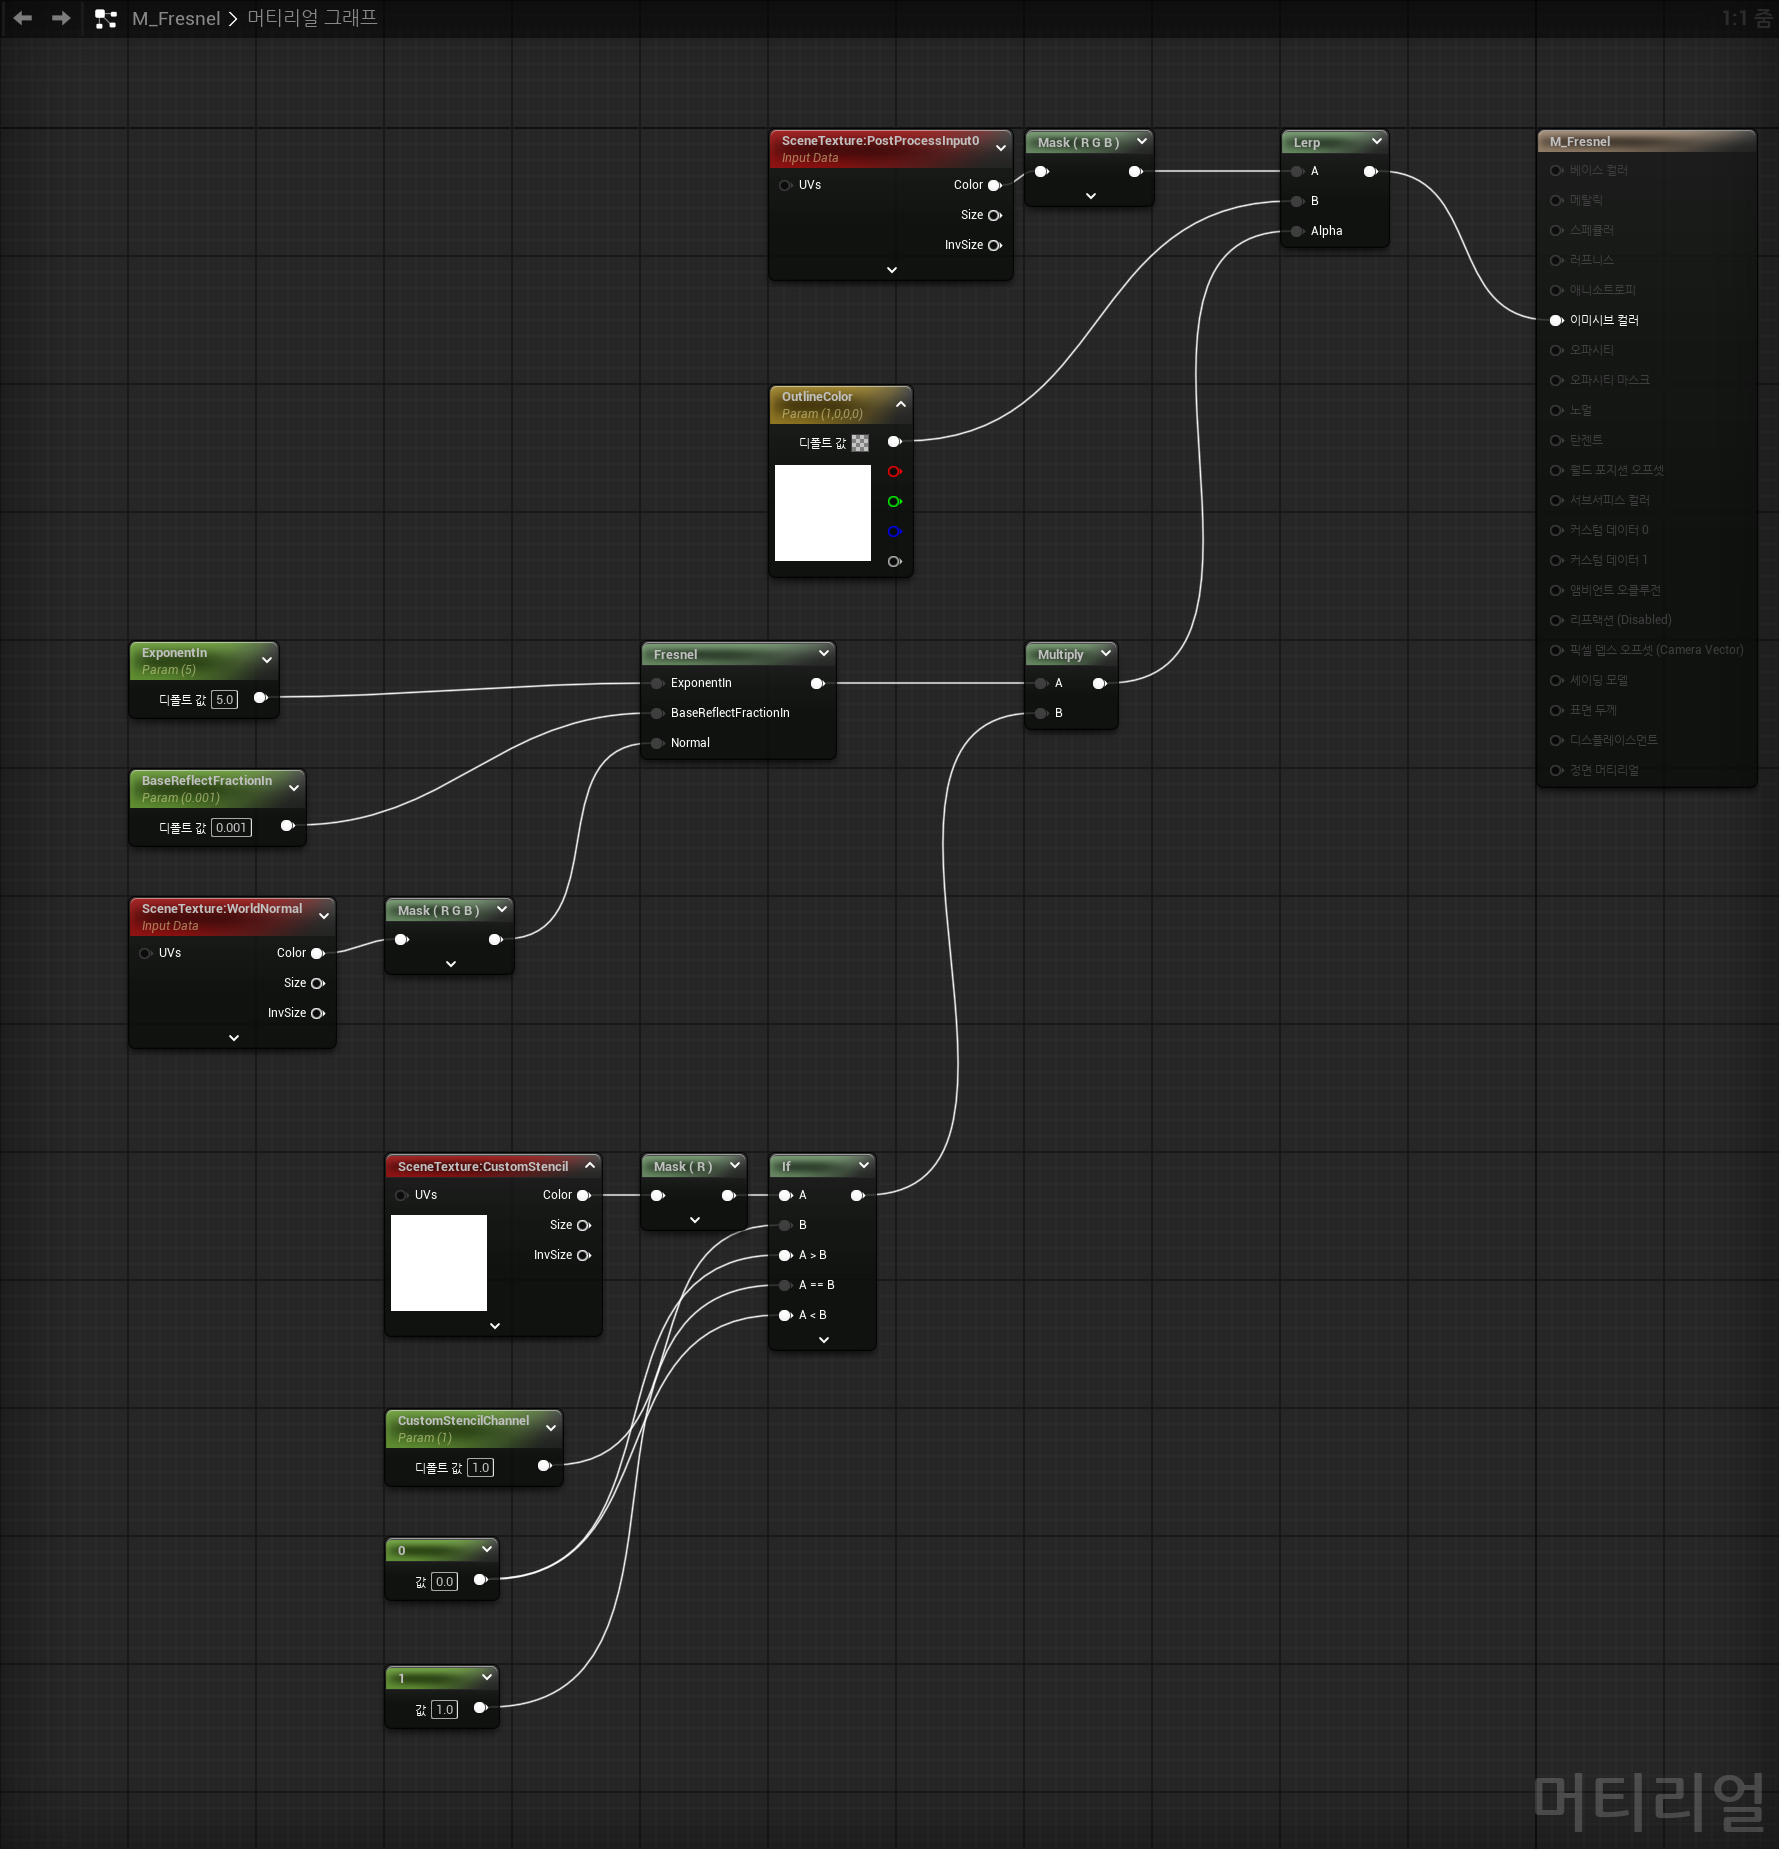 M_Fresnel > 머티리얼 그래프
1:1 줌
SceneTexture:PostProcessInput0
Input Data
UVs
Color
Size
InvSize
Mask ( R G B )
Lerp
A
B
Alpha
M_Fresnel
베이스 컬러
메탈릭
스페큘러
러프니스
애니소트로피
이미시브 컬러
오파시티
오파시티 마스크
노멀
탄젠트
월드 포지션 오프셋
서브서피스 컬러
커스텀 데이터 0
커스텀 데이터 1
앰비언트 오클루전
리프랙션 (Disabled)
픽셀 뎁스 오프셋 (Camera Vector)
셰이딩 모델
표면 두께
디스플레이스먼트
정면 머티리얼
OutlineColor
Param (1,0,0,0)
디폴트 값
ExponentIn
Param (5)
디폴트 값 5.0
Fresnel
ExponentIn
BaseReflectFractionIn
Normal
Multiply
A
B
BaseReflectFractionIn
Param (0.001)
디폴트 값 0.001
SceneTexture:WorldNormal
Input Data
UVs
Color
Size
InvSize
Mask ( R G B )
SceneTexture:CustomStencil
UVs
Color
Size
InvSize
Mask ( R )
If
A
B
A > B
A == B
A < B
CustomStencilChannel
Param (1)
디폴트 값 1.0
0
값 0.0
1
값 1.0
머티리얼